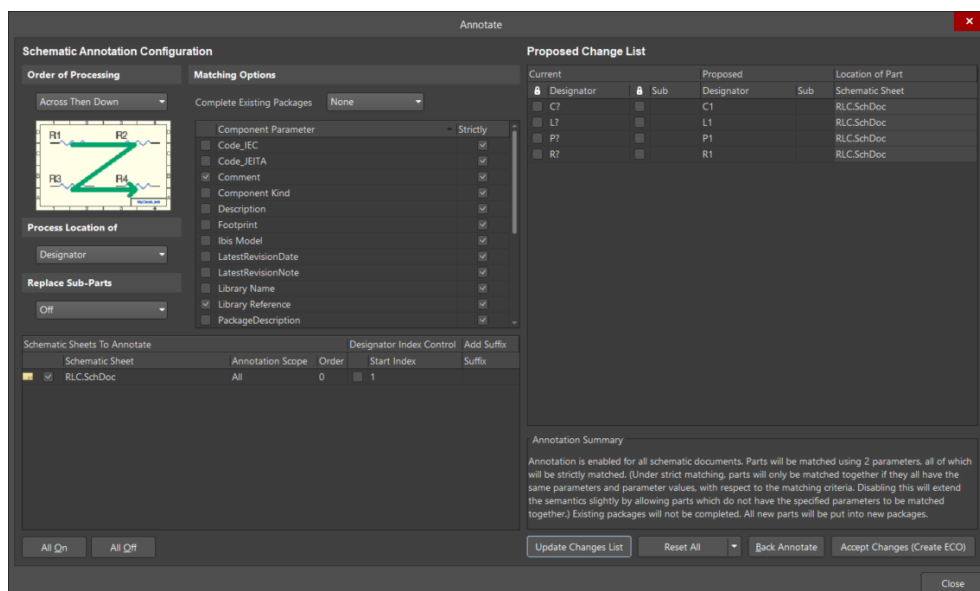 Annotate
Schematic Annotation Configuration
Order of Processing
Across Then Down
R1 R2
R3 R4
Process Location of
Designator
Replace Sub-Parts
Off
Matching Options
Complete Existing Packages None
Component Parameter Strictly
Code_IEC
Code_JEITA
Comment
Component Kind
Description
Footprint
Ibis Model
LatestRevisionDate
LatestRevisionNote
Library Name
Library Reference
PackageDescription
Schematic Sheets To Annotate Designator Index Control Add Suffix
Schematic Sheet Annotation Scope Order Start Index Suffix
RLC.SchDoc All 0 1
All On All Off
Proposed Change List
Current Proposed Location of Part
Designator Sub Designator Sub Schematic Sheet
C? C1 RLC.SchDoc
L? L1 RLC.SchDoc
P? P1 RLC.SchDoc
R? R1 RLC.SchDoc
Annotation Summary
Annotation is enabled for all schematic documents. Parts will be matched using 2 parameters, all of which
will be strictly matched. (Under strict matching, parts will only be matched together if they all have the
same parameters and parameter values, with respect to the matching criteria. Disabling this will extend
the semantics slightly by allowing parts which do not have the specified parameters to be matched
together.) Existing packages will not be completed. All new parts will be put into new packages.
Update Changes List Reset All Back Annotate Accept Changes (Create ECO)
Close